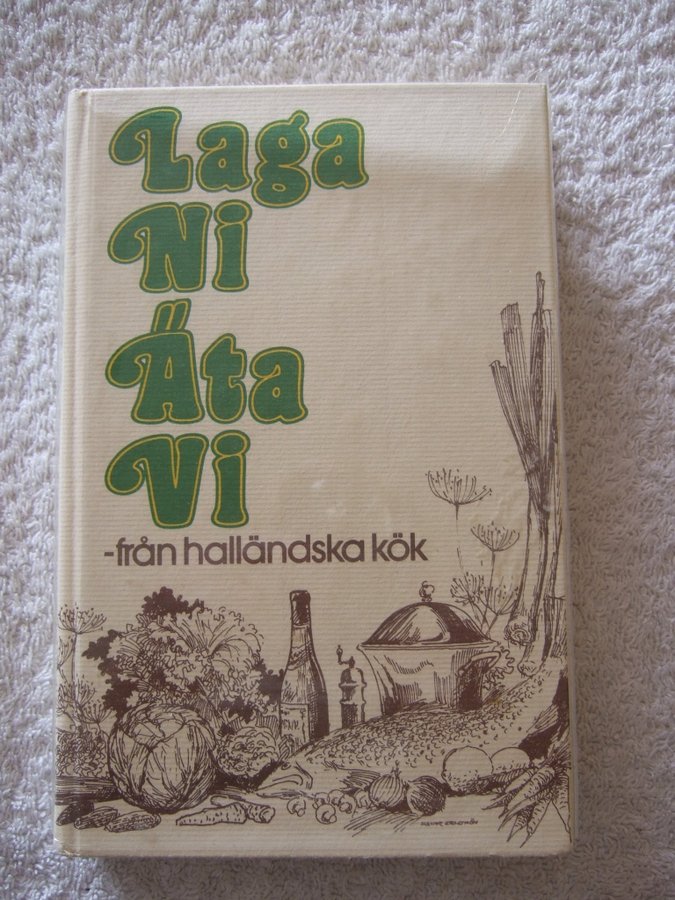 Laga
Ni
Äta
Vi
-från halländska kök